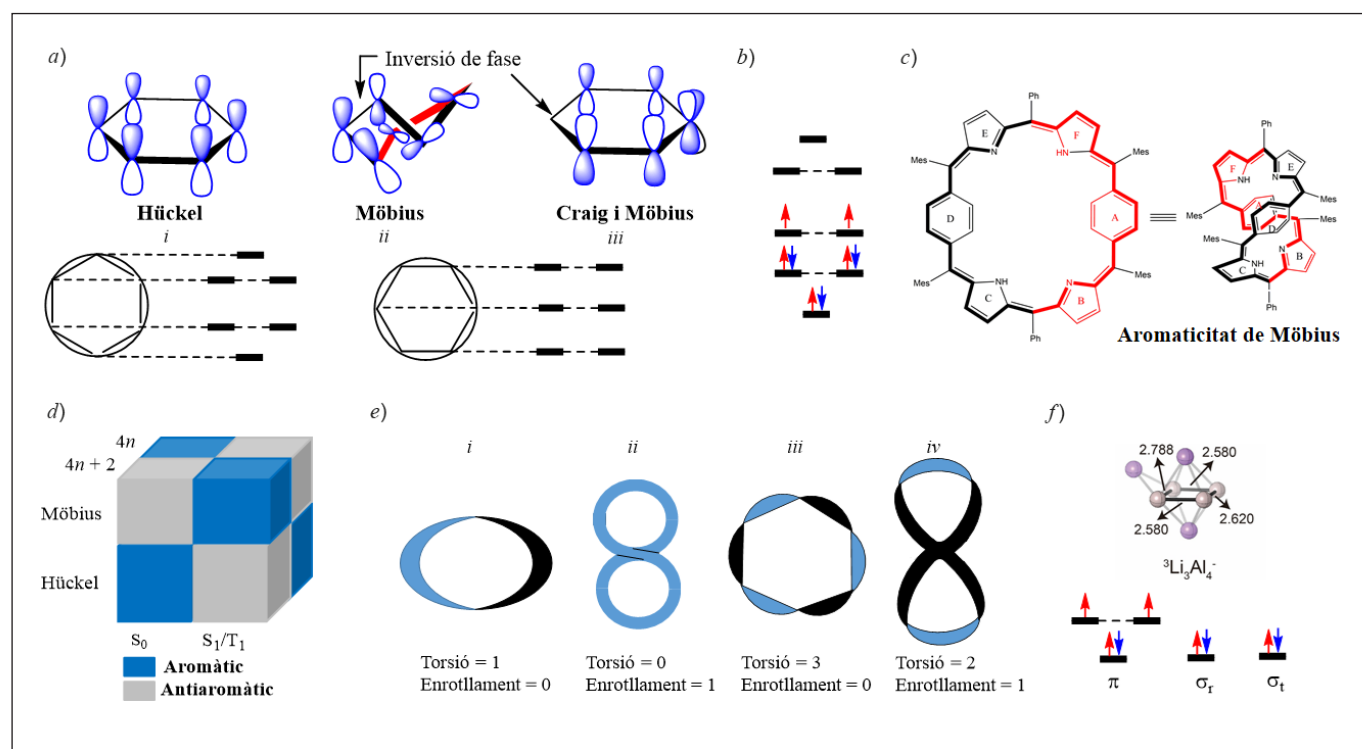 a)
Inversió de fase
Hückel
Möbius
Craig i Möbius
i
ii
iii
b)
c)
Ph
E
F
N
HN
Mes
Mes
D
A
Mes
Mes
NH
N
C
B
Ph
Ph
F
E
NH
N
Mes
Mes
A
D
Mes
Mes
N
B
C
NH
Ph
Aromaticitat de Möbius
d)
4n
4n + 2
Möbius
Hückel
S0
S1/T1
Aromàtic
Antiaromàtic
e)
i
ii
iii
iv
Torsió = 1
Enrotllament = 0
Torsió = 0
Enrotllament = 1
Torsió = 3
Enrotllament = 0
Torsió = 2
Enrotllament = 1
f)
2.788
2.580
2.580
2.620
³Li₃Al₄⁻
π
σr
σt